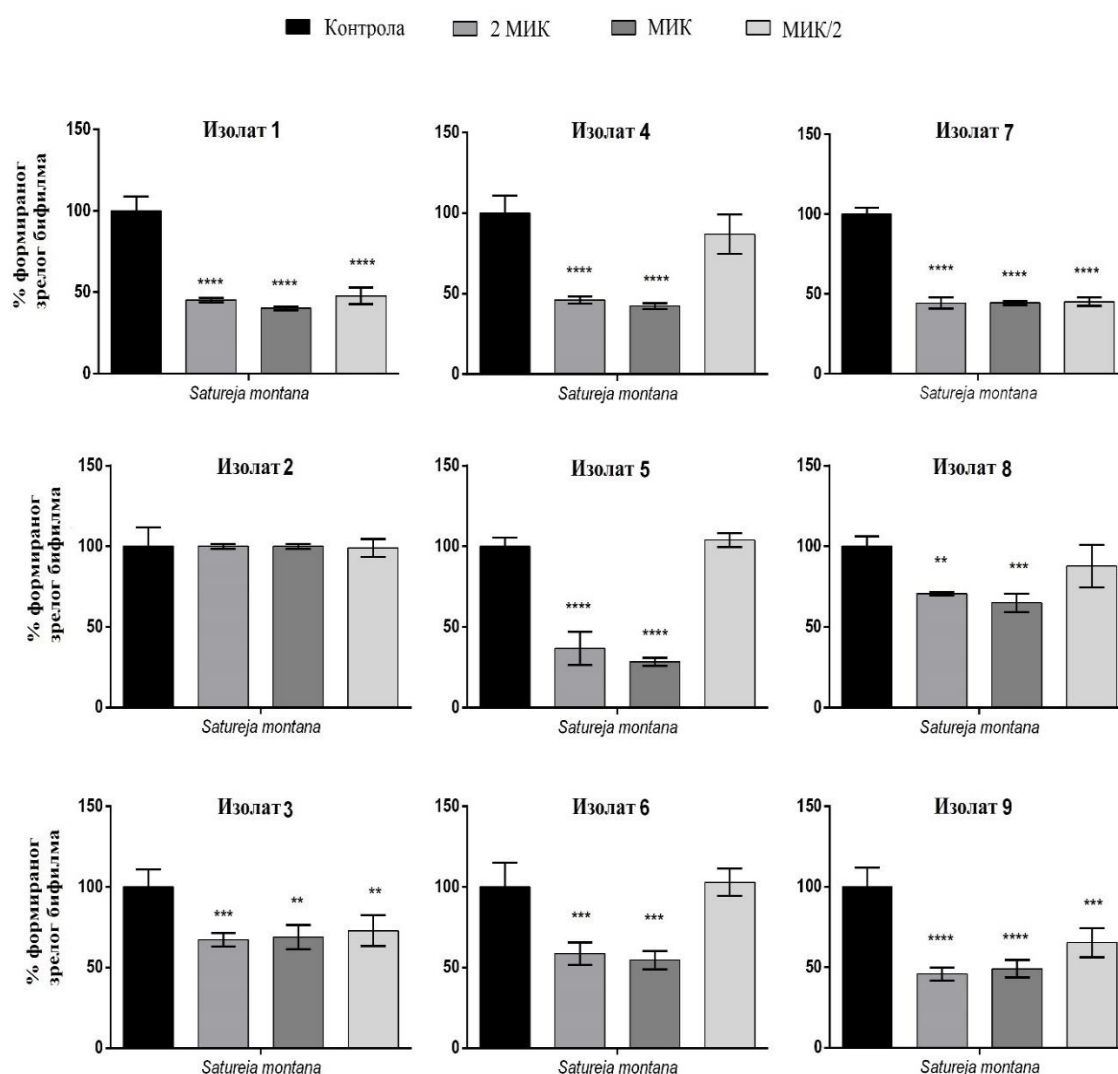 Контрола 2 МИК МИК МИК/2
Изолат 1
% формираног
зрелог бифилма
150
100
50
0
**** **** ****
Satureja montana
Изолат 4
150
100
50
0
**** ****
Satureja montana
Изолат 7
150
100
50
0
**** **** ****
Satureja montana
Изолат 2
% формираног
зрелог бифилма
150
100
50
0
Satureja montana
Изолат 5
150
100
50
0
**** ****
Satureja montana
Изолат 8
150
100
50
0
** ***
Satureja montana
Изолат 3
% формираног
зрелог бифилма
150
100
50
0
*** ** **
Satureja montana
Изолат 6
150
100
50
0
*** ***
Satureja montana
Изолат 9
150
100
50
0
**** **** ***
Satureja montana